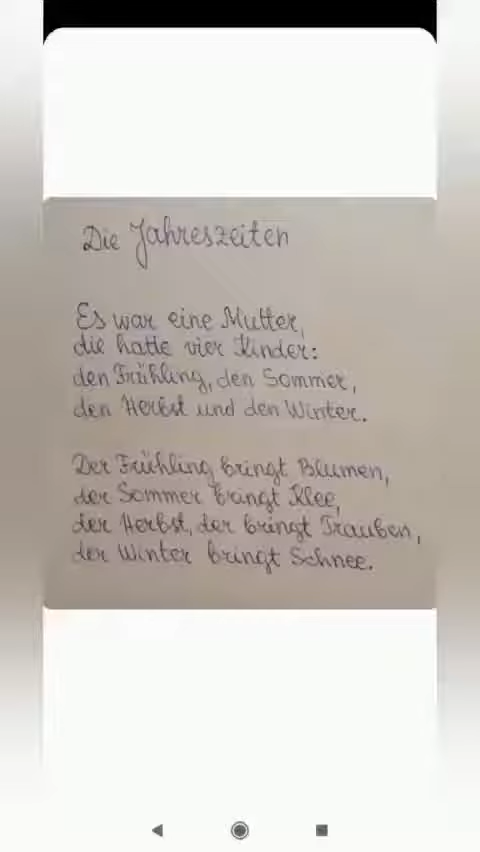 Die Jahreszeiten
Es war eine Mutter,
die hatte vier Kinder:
den Frühling, den Sommer,
den Herbst und den Winter.
Der Frühling bringt Blumen,
der Sommer bringt Klee,
der Herbst, der bringt Trauben,
der Winter bringt Schnee.